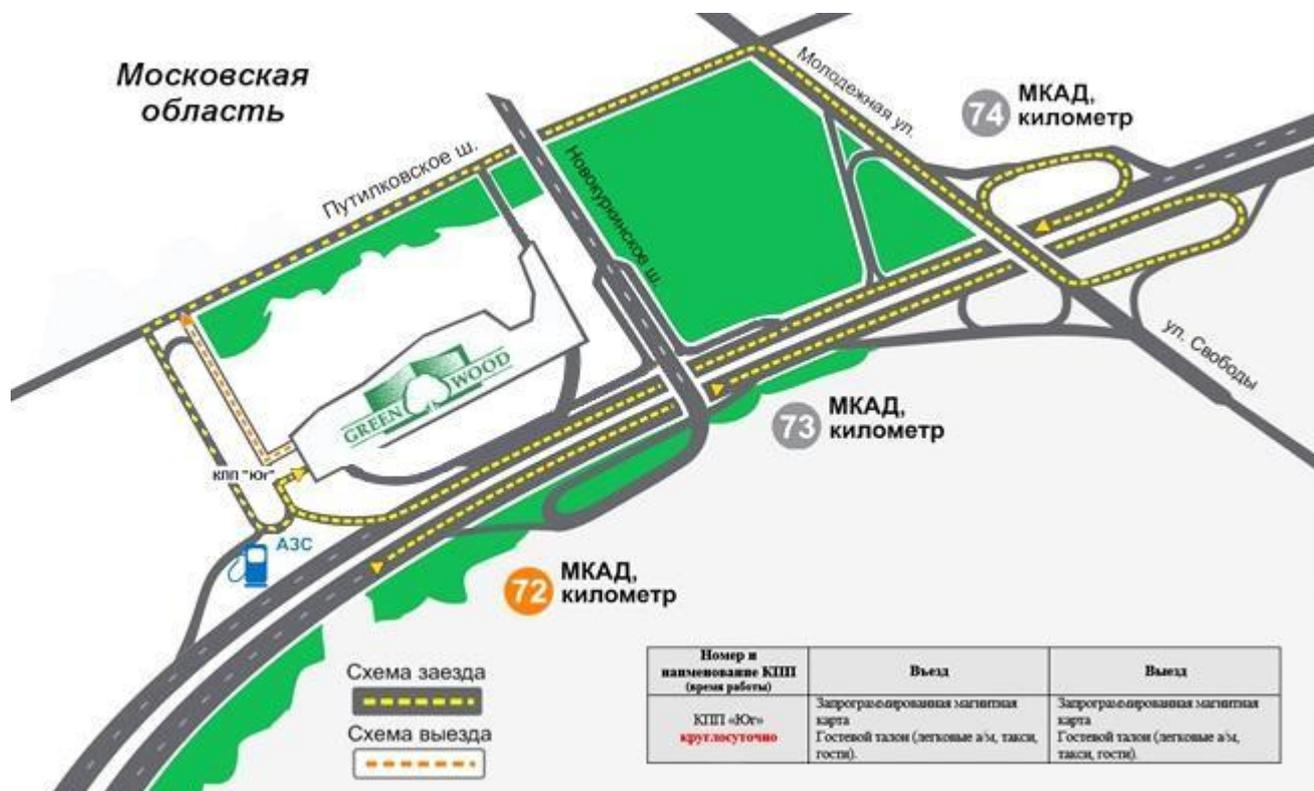 Московская
область
Молодежная ул.
74
МКАД,
километр
Путилковское ш.
Новокуркинское ш.
GREEN WOOD
ул. Свободы
73
МКАД,
километр
КПП "Юг"
АЗС
72
МКАД,
километр
Схема заезда
Схема выезда
Номер и
наименование КПП
(время работы)
Въезд
Выезд
КПП «Юг»
круглосуточно
Запрограммированная магнитная
карта
Гостевой талон (легковые а/м, такси,
гости).
Запрограммированная магнитная
карта
Гостевой талон (легковые а/м,
такси, гости).